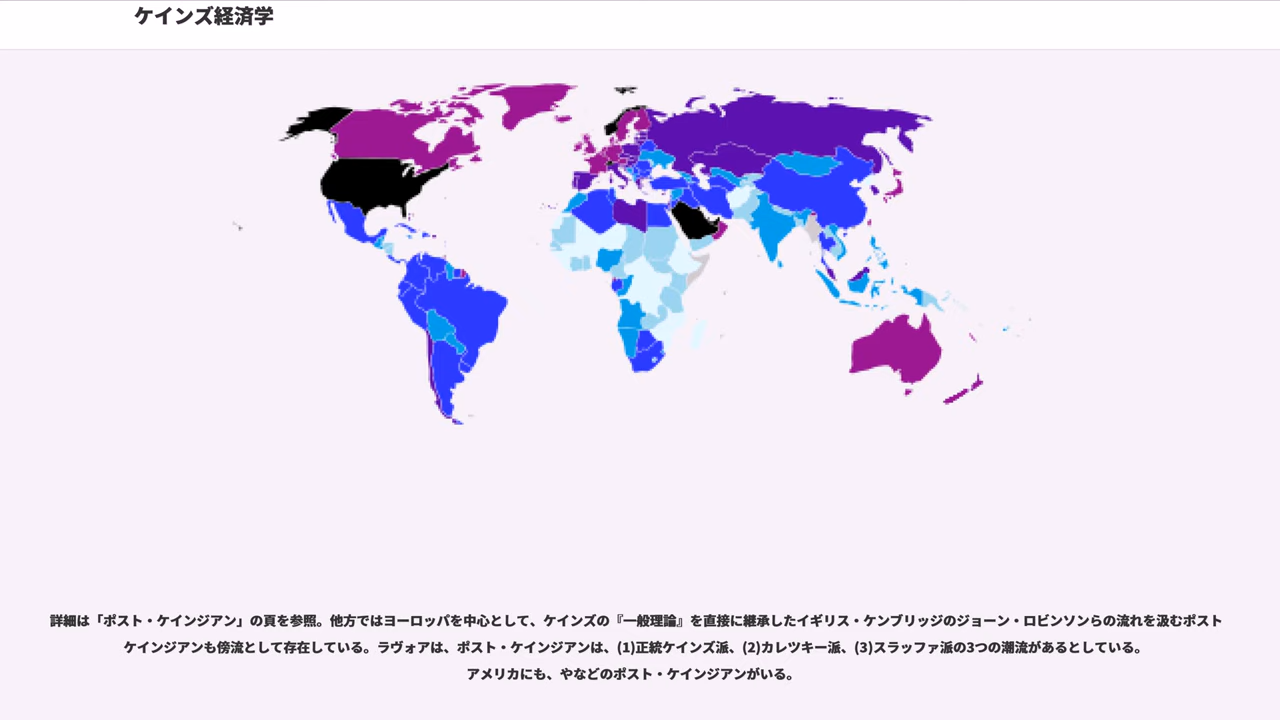 ケインズ経済学
詳細は「ポスト・ケインジアン」の頁を参照。他方ではヨーロッパを中心として、ケインズの『一般理論』を直接に継承したイギリス・ケンブリッジのジョーン・ロビンソンらの流れを汲むポスト
ケインジアンも傍流として存在している。ラヴォアは、ポスト・ケインジアンは、(1)正統ケインズ派、(2)カレツキー派、(3)スラッファ派の3つの潮流があるとしている。
アメリカにも、やなどのポスト・ケインジアンがいる。